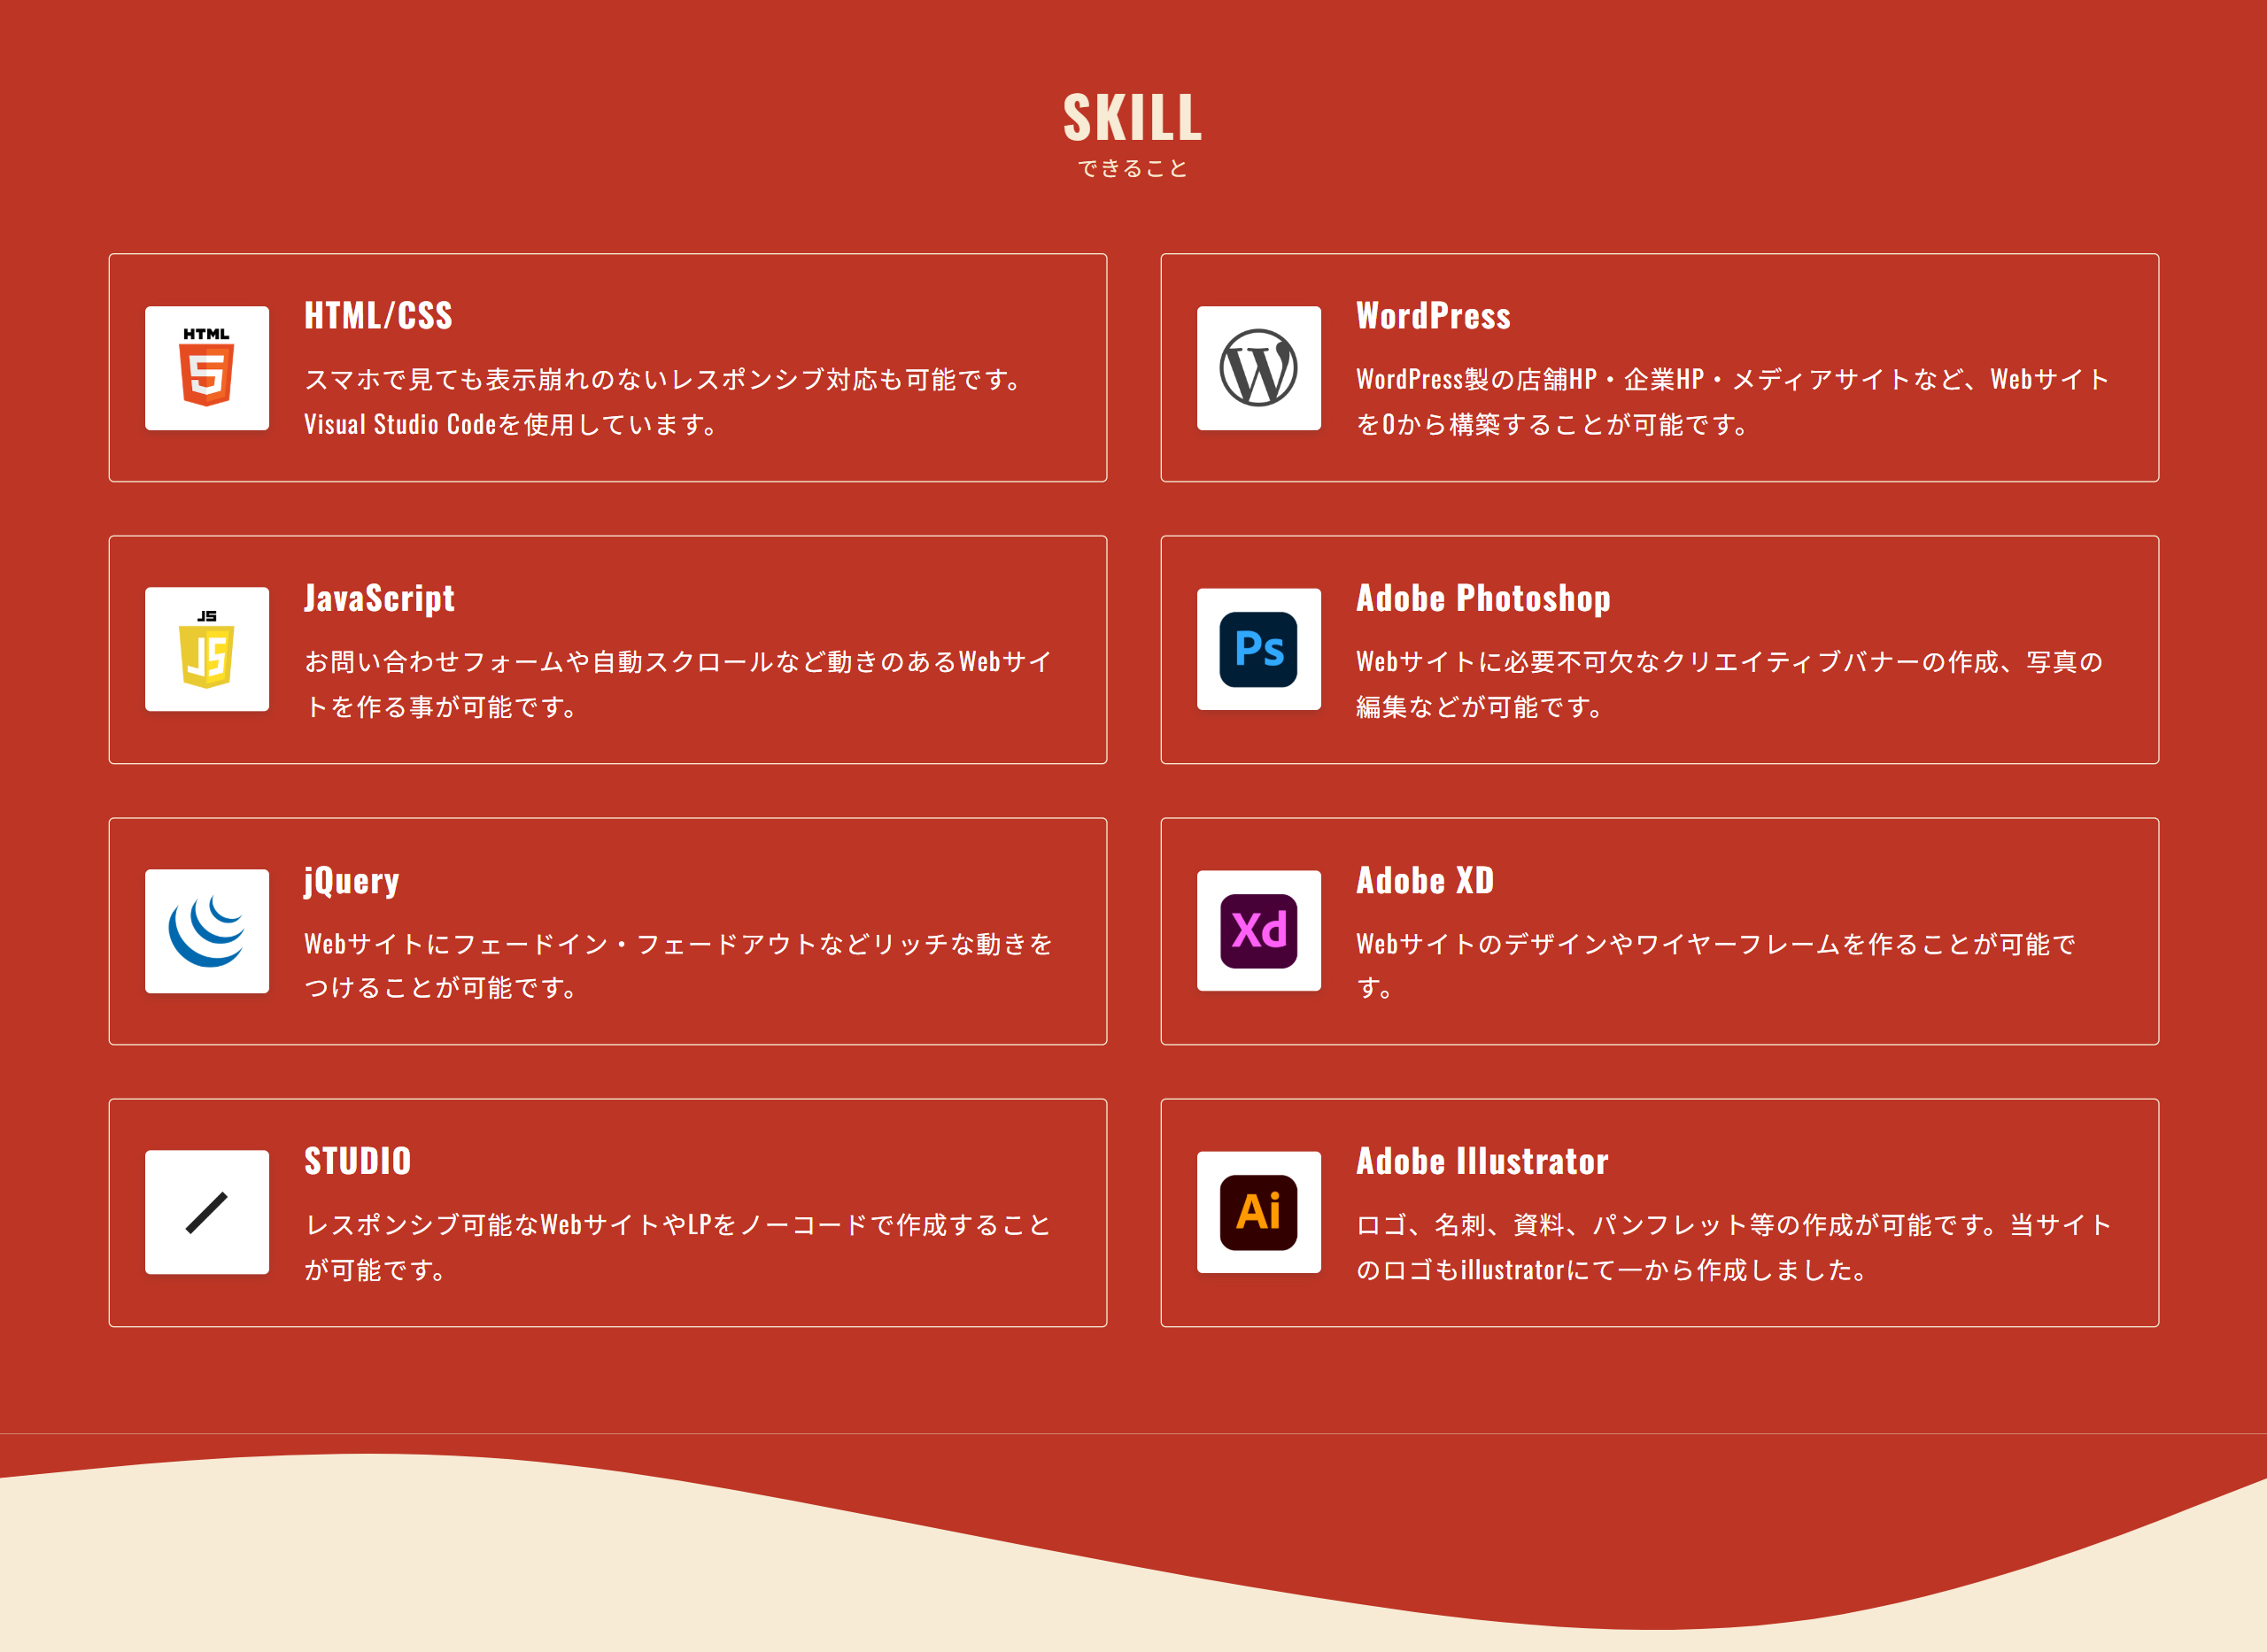 SKILL
できること
HTML
HTML/CSS
スマホで見ても表示崩れのないレスポンシブ対応も可能です。
Visual Studio Codeを使用しています。
W
WordPress
WordPress製の店舗HP・企業HP・メディアサイトなど、Webサイト
を0から構築することが可能です。
JS
JS
JavaScript
お問い合わせフォームや自動スクロールなど動きのあるWebサイ
トを作る事が可能です。
Ps
Adobe Photoshop
Webサイトに必要不可欠なクリエイティブバナーの作成、写真の
編集などが可能です。
jQuery
Webサイトにフェードイン・フェードアウトなどリッチな動きを
つけることが可能です。
Xd
Adobe XD
Webサイトのデザインやワイヤーフレームを作ることが可能で
す。
STUDIO
レスポンシブ可能なWebサイトやLPをノーコードで作成すること
が可能です。
Ai
Adobe Illustrator
ロゴ、名刺、資料、パンフレット等の作成が可能です。当サイト
のロゴもillustratorにて一から作成しました。